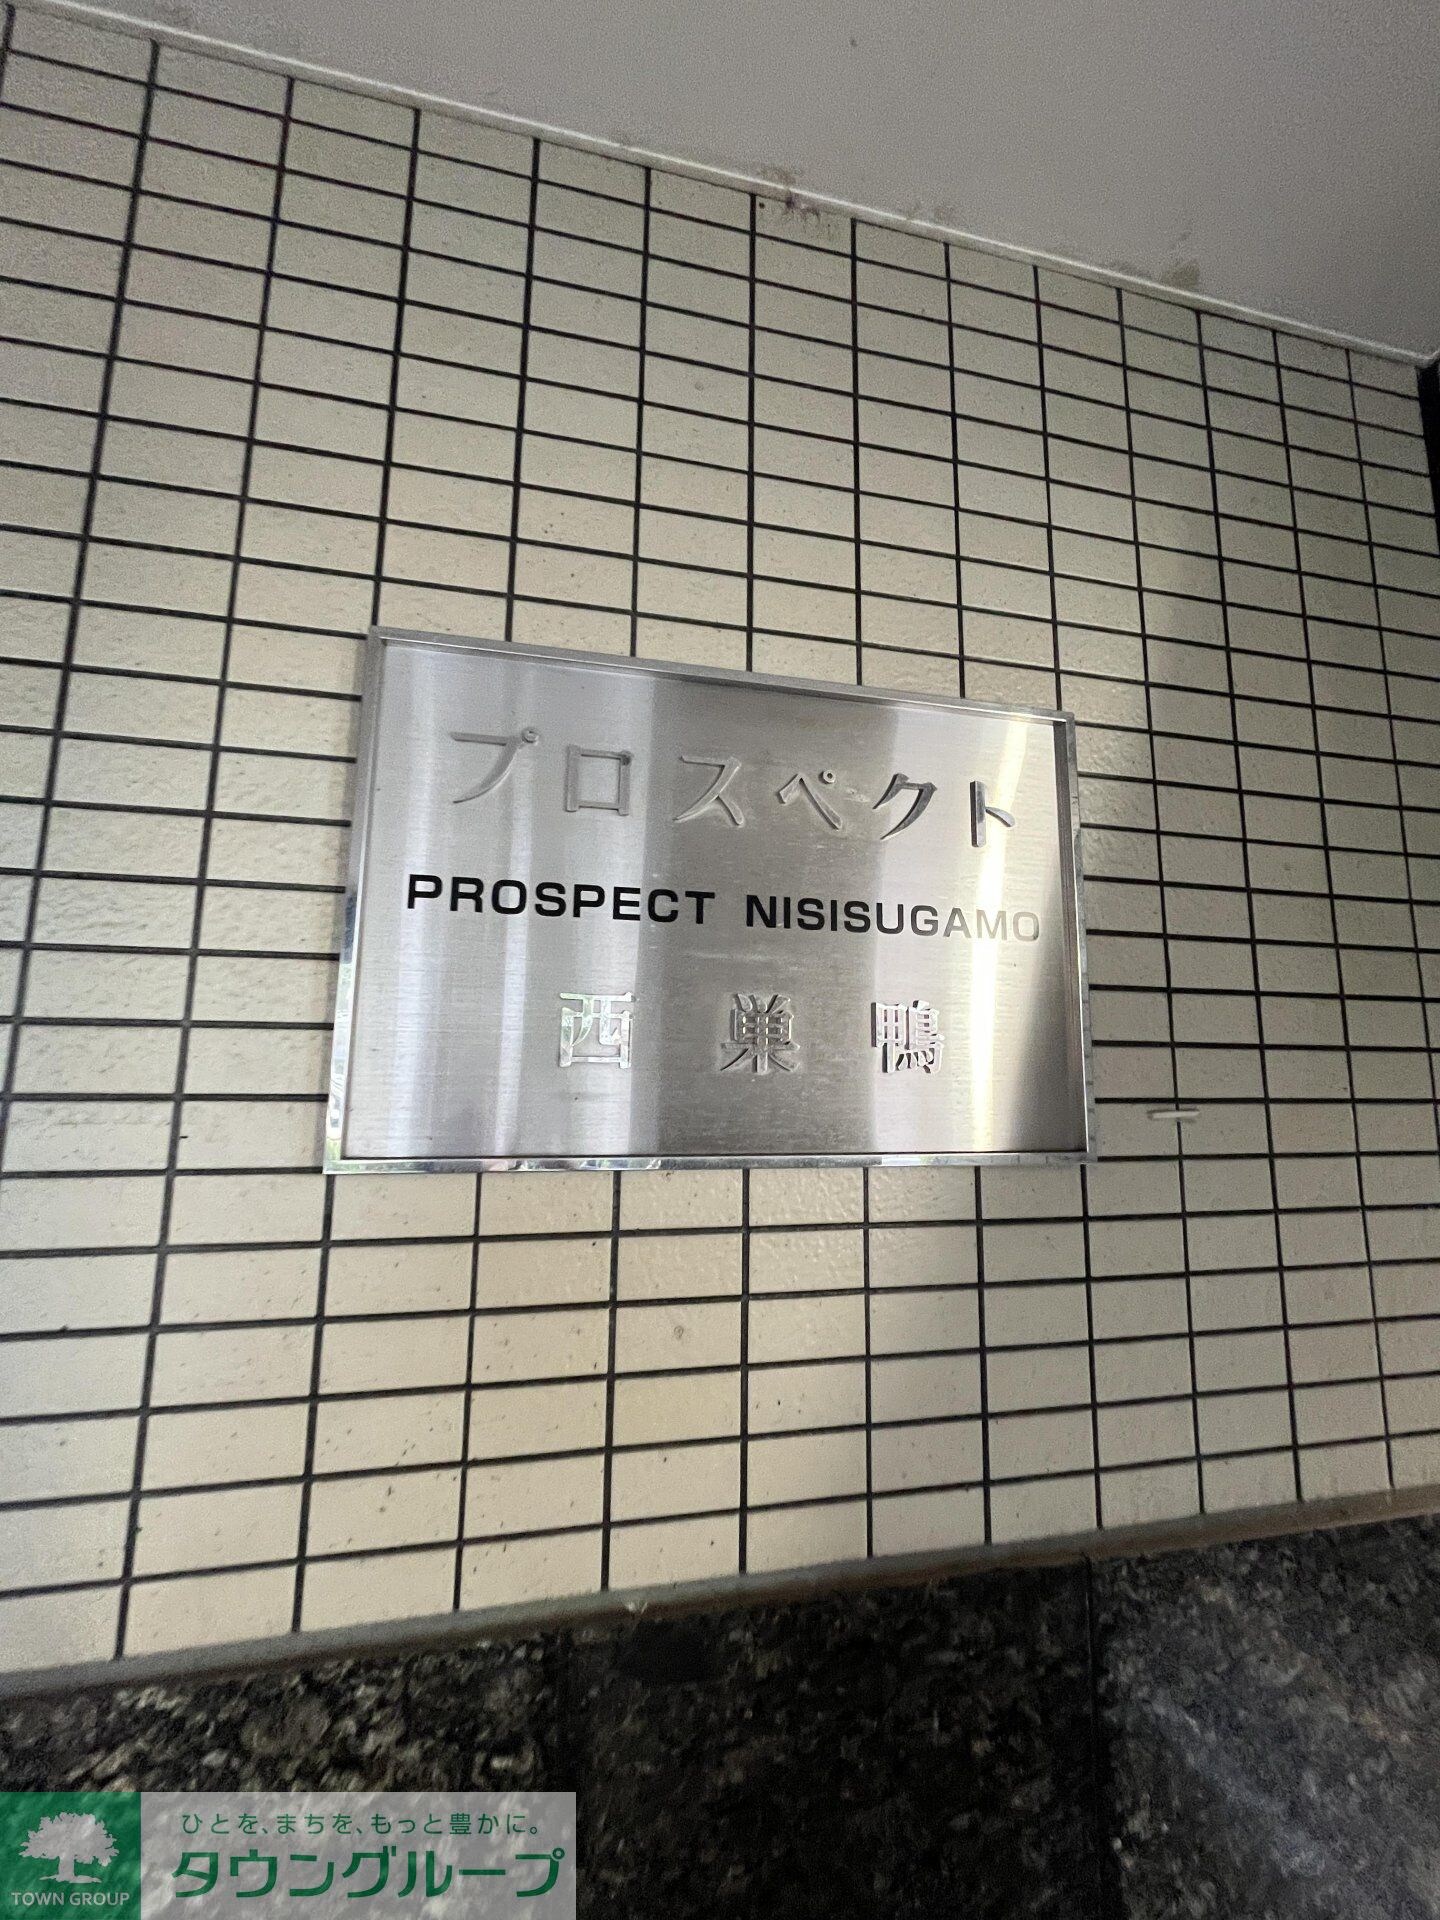 プロスペクト
PROSPECT NISISUGAMO
西巣鴨
ひとを、まちを、もっと豊かに。
TOWN GROUP
タウングループ